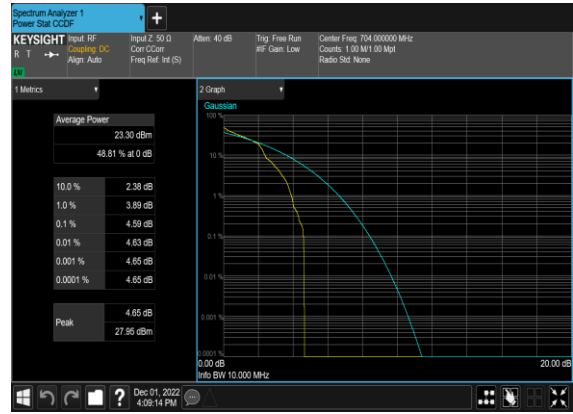 Spectrum Analyzer 1
Power Stat CCDF
KEYSIGHT
R T
LW
Input: RF
Coupling: DC
Align: Auto
Input Z: 50 Ω
Corr CCorr
Freq Ref: Int (S)
Atten: 40 dB
Trig: Free Run
#IF Gain: Low
Center Freq: 704.000000 MHz
Counts: 1.00 M/1.00 Mpt
Radio Std: None
1 Metrics
Average Power
23.30 dBm
48.81 % at 0 dB
10.0 % 2.38 dB
1.0 % 3.89 dB
0.1 % 4.59 dB
0.01 % 4.63 dB
0.001 % 4.65 dB
0.0001 % 4.65 dB
Peak
4.65 dB
27.95 dBm
2 Graph
Gaussian
100 %
10 %
1 %
0.1 %
0.01 %
0.001 %
0.0001 %
0.00 dB
20.00 dB
Info BW 10.000 MHz
?
Dec 01, 2022
4:09:14 PM